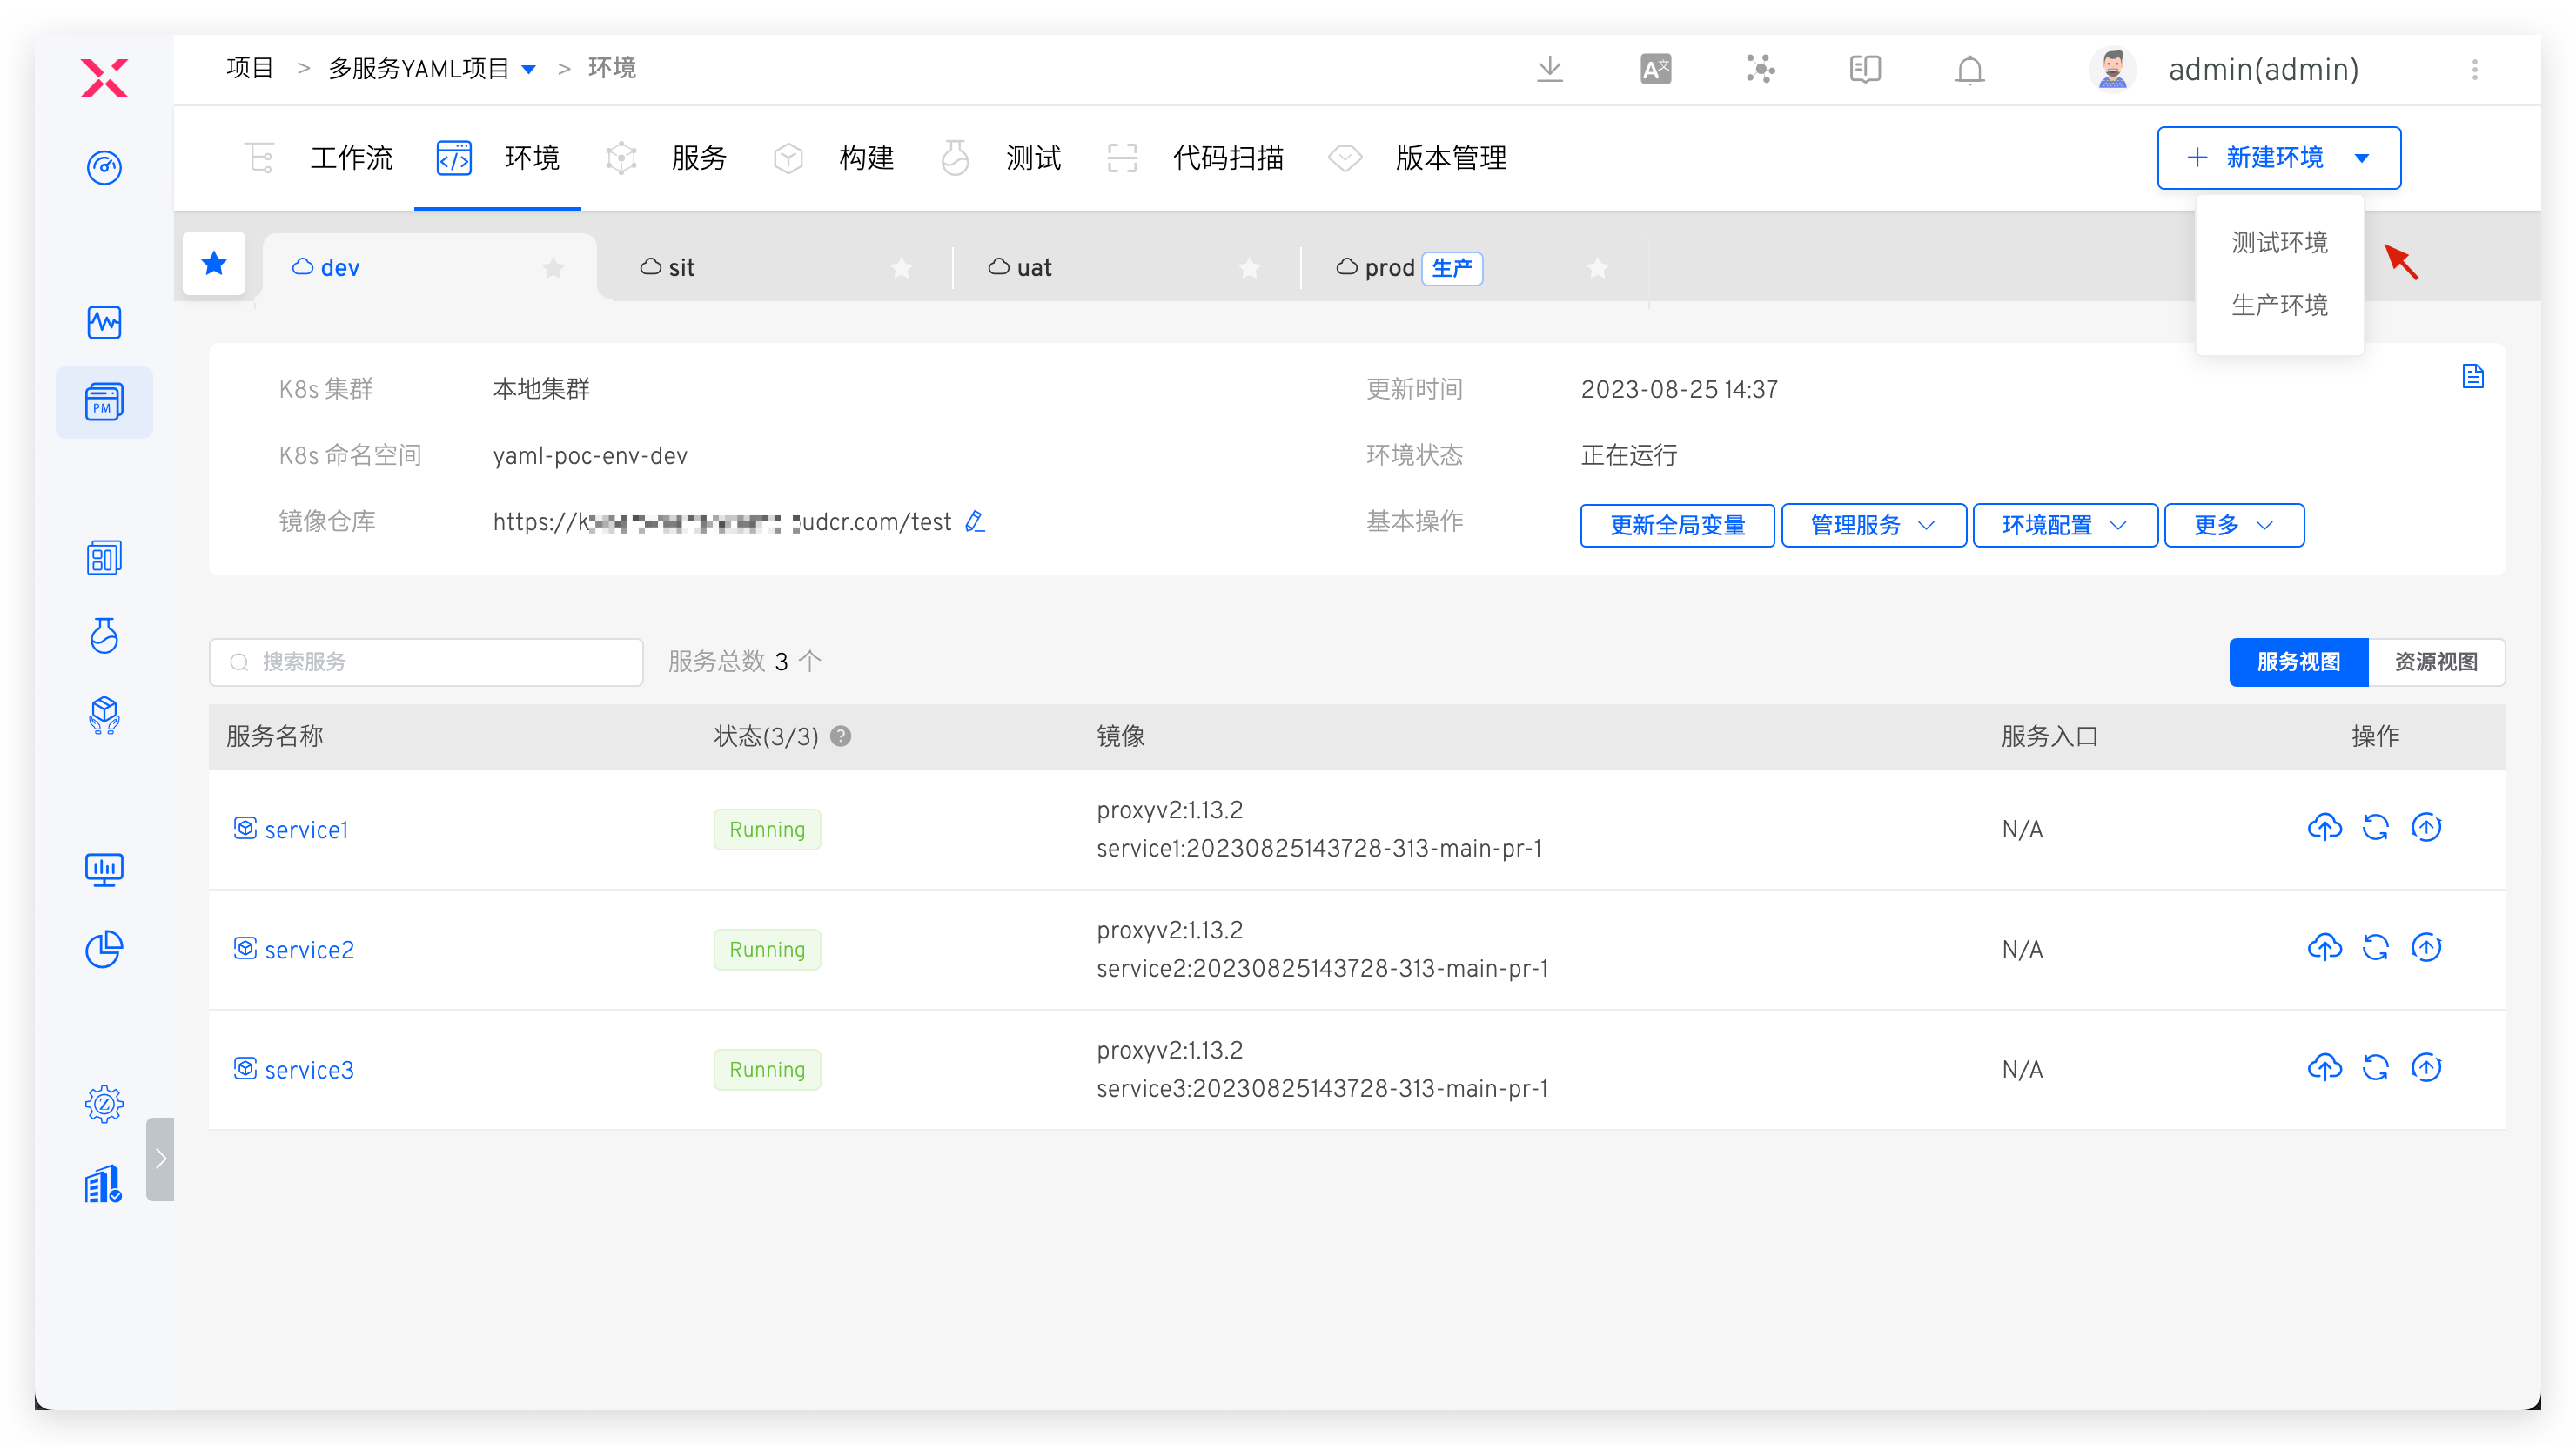 项目 > 多服务YAML项目 > 环境
admin(admin)
工作流 环境 服务 构建 测试 代码扫描 版本管理
+ 新建环境
测试环境
生产环境
dev sit uat prod 生产
K8s 集群 本地集群 更新时间 2023-08-25 14:37
K8s 命名空间 yaml-poc-env-dev 环境状态 正在运行
镜像仓库 https://k udcr.com/test 基本操作 更新全局变量 管理服务 环境配置 更多
PM
搜索服务 服务总数 3 个 服务视图 资源视图
服务名称 状态(3/3) 镜像 服务入口 操作
service1 Running proxyv2:1.13.2 N/A
service1:20230825143728-313-main-pr-1
service2 Running proxyv2:1.13.2 N/A
service2:20230825143728-313-main-pr-1
service3 Running proxyv2:1.13.2 N/A
service3:20230825143728-313-main-pr-1